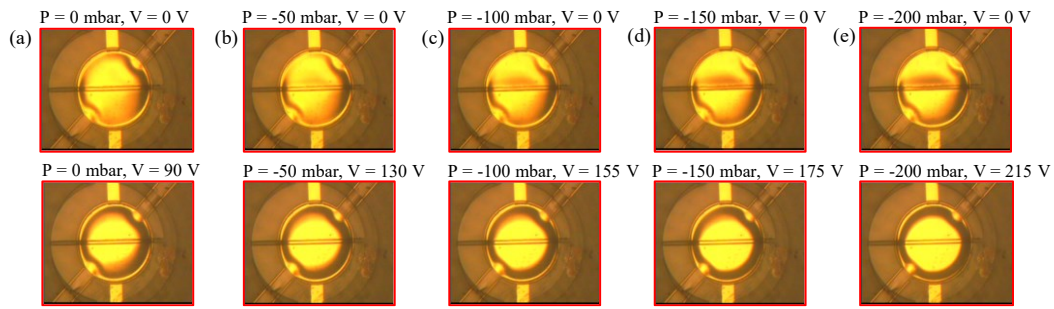 P = 0 mbar, V = 0 V P = -50 mbar, V = 0 V P = -100 mbar, V = 0 V P = -150 mbar, V = 0 V P = -200 mbar, V = 0 V
(a) (b) (c) (d) (e)
P = 0 mbar, V = 90 V P = -50 mbar, V = 130 V P = -100 mbar, V = 155 V P = -150 mbar, V = 175 V P = -200 mbar, V = 215 V